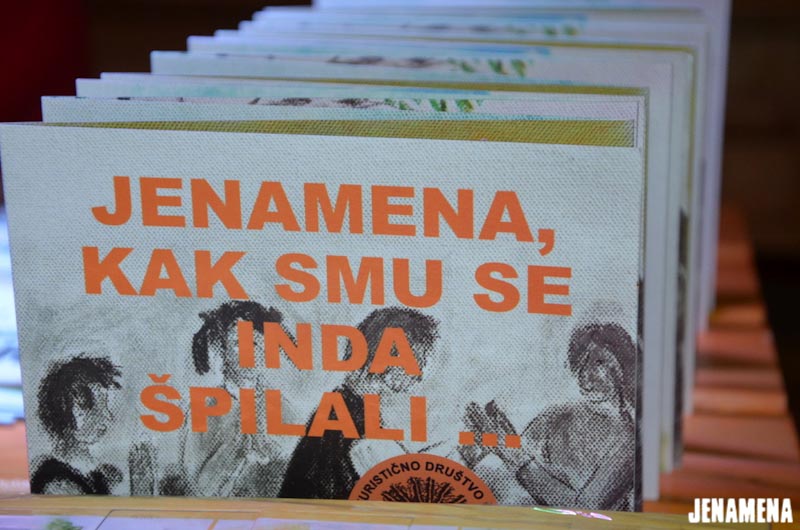 JENAMENA,
KAK SMU SE
INDA
ŠPILALI ...
TURISTIČNO DRUŠTVO
JENAMENA